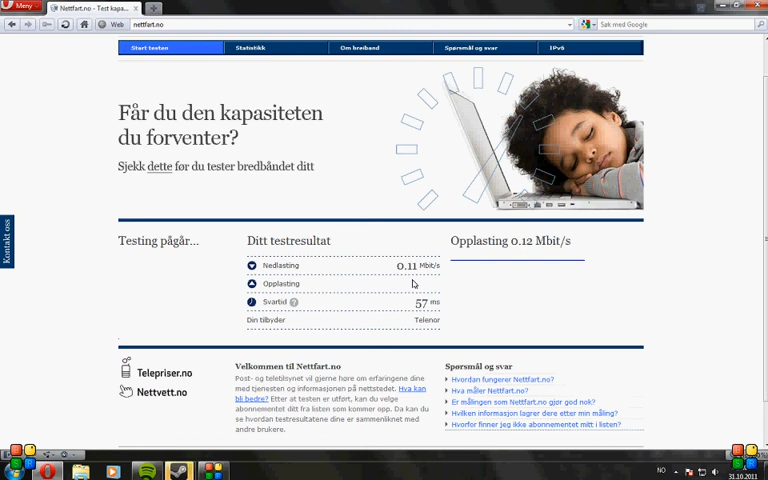 Meny
Nettfart.no - Test kapa...
Web
nettfart.no
Søk med Google
Start testen
Statistikk
Om breiband
Spørsmål og svar
IPv6
Får du den kapasiteten
du forventer?
Sjekk dette før du tester bredbåndet ditt
Kontakt oss
Testing pågår...
Ditt testresultat
Nedlasting 0.11 Mbit/s
Opplasting
Svartid ? 57 ms
Din tilbyder Telenor
Opplasting 0.12 Mbit/s
Telepriser.no
Nettvett.no
Velkommen til Nettfart.no
Post- og teletilsynet vil gjerne høre om erfaringene dine
med tjenesten og informasjonen på nettstedet. Hva kan
bli bedre? Etter at testen er utført, kan du velge
abonnementet ditt fra listen som kommer opp. Da kan du
se hvordan testresultatene dine er sammenliknet med
andre brukere.
Spørsmål og svar
Hvordan fungerer Nettfart.no?
Hva måler Nettfart.no?
Er målingen som Nettfart.no gjør god nok?
Hvilken informasjon lagrer dere etter min måling?
Hvorfor finner jeg ikke abonnementet mitt i listen?
NO
31.10.2011